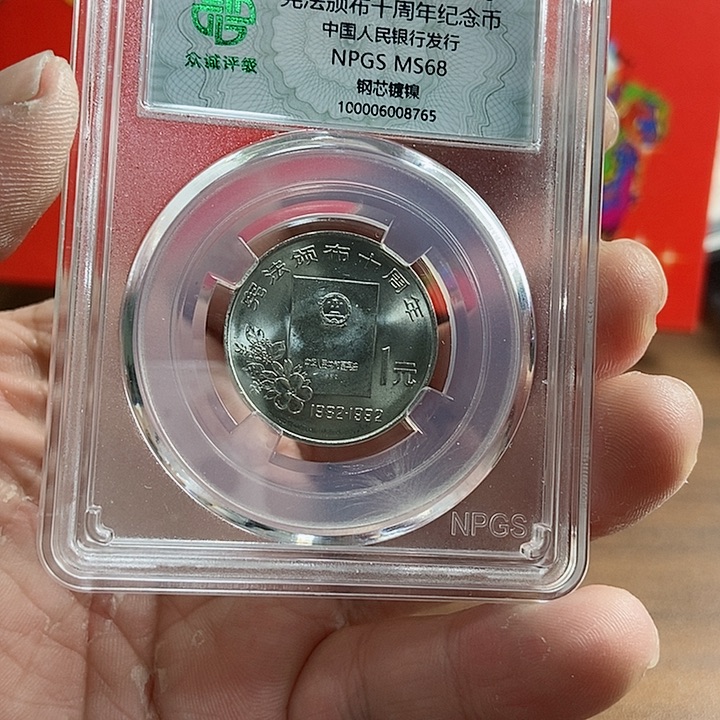 宪法颁布十周年纪念币
中国人民银行发行
NPGS MS68
钢芯镀镍
100006008765
众诚评级
宪法颁布十周年
1元
1982-1992
NPGS